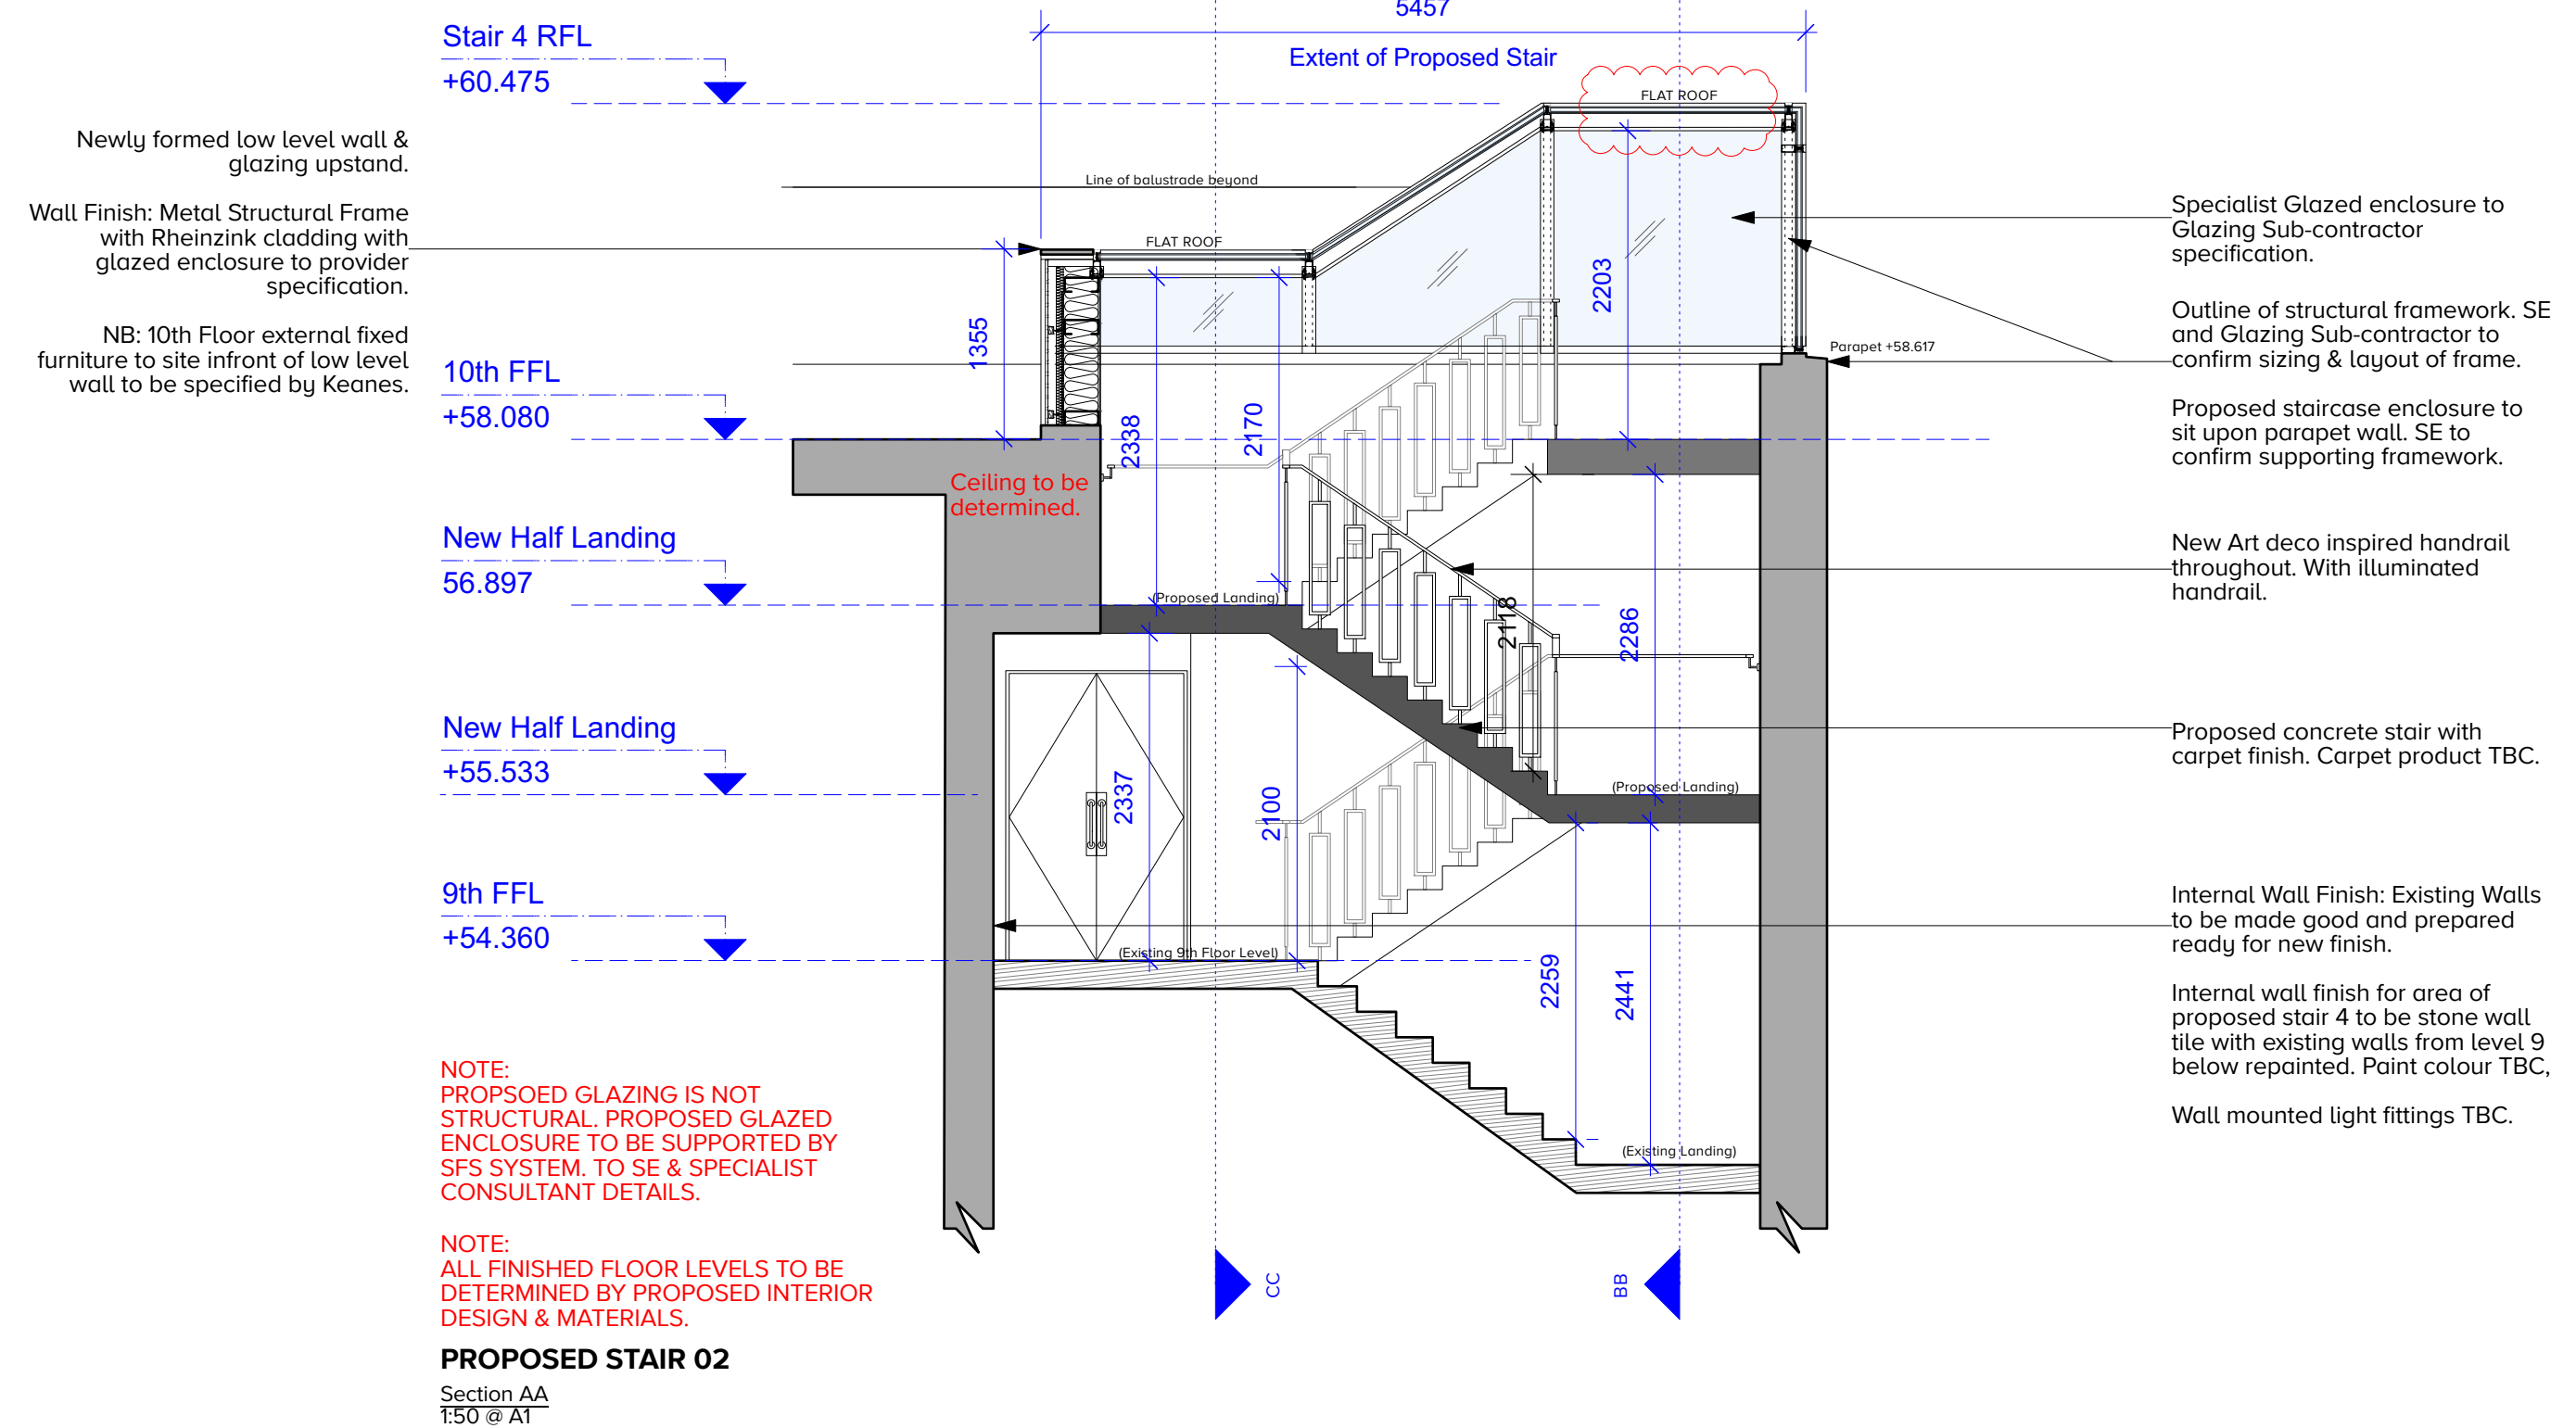 5457
Extent of Proposed Stair
Stair 4 RFL
+60.475
FLAT ROOF
Newly formed low level wall &
glazing upstand.
Wall Finish: Metal Structural Frame
with Rheinzink cladding with
glazed enclosure to provider
specification.
NB: 10th Floor external fixed
furniture to site infront of low level
wall to be specified by Keanes.
Line of balustrade beyond
FLAT ROOF
1355
2338
2170
2203
Specialist Glazed enclosure to
Glazing Sub-contractor
specification.
Outline of structural framework. SE
and Glazing Sub-contractor to
confirm sizing & layout of frame.
Parapet +58.617
Proposed staircase enclosure to
sit upon parapet wall. SE to
confirm supporting framework.
10th FFL
+58.080
Ceiling to be
determined.
New Half Landing
56.897
(Proposed Landing)
2118
2286
New Art deco inspired handrail
throughout. With illuminated
handrail.
New Half Landing
+55.533
2337
2100
(Proposed Landing)
Proposed concrete stair with
carpet finish. Carpet product TBC.
9th FFL
+54.360
(Existing 9th Floor Level)
2259
2441
(Existing Landing)
Internal Wall Finish: Existing Walls
to be made good and prepared
ready for new finish.
Internal wall finish for area of
proposed stair 4 to be stone wall
tile with existing walls from level 9
below repainted. Paint colour TBC,
Wall mounted light fittings TBC.
NOTE:
PROPSOED GLAZING IS NOT
STRUCTURAL. PROPOSED GLAZED
ENCLOSURE TO BE SUPPORTED BY
SFS SYSTEM. TO SE & SPECIALIST
CONSULTANT DETAILS.
NOTE:
ALL FINISHED FLOOR LEVELS TO BE
DETERMINED BY PROPOSED INTERIOR
DESIGN & MATERIALS.
CC
BB
PROPOSED STAIR 02
Section AA
1:50 @ A1